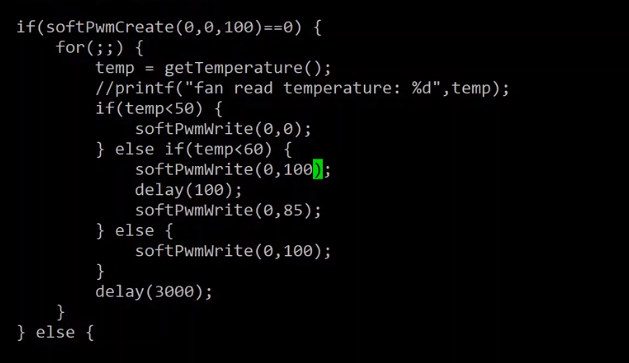 if(softPwmCreate(0,0,100)==0) {
    for(;;) {
        temp = getTemperature();
        //printf("fan read temperature: %d",temp);
        if(temp<50) {
            softPwmWrite(0,0);
        } else if(temp<60) {
            softPwmWrite(0,100);
            delay(100);
            softPwmWrite(0,85);
        } else {
            softPwmWrite(0,100);
        }
        delay(3000);
    }
} else {